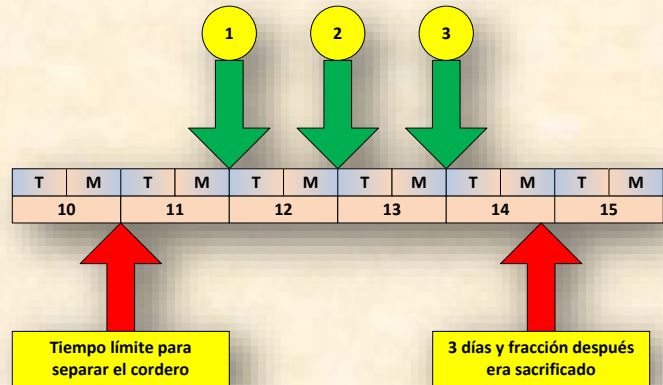 1 2 3
T M T M T M T M T M T M
10 11 12 13 14 15
Tiempo límite para
separar el cordero
3 días y fracción después
era sacrificado